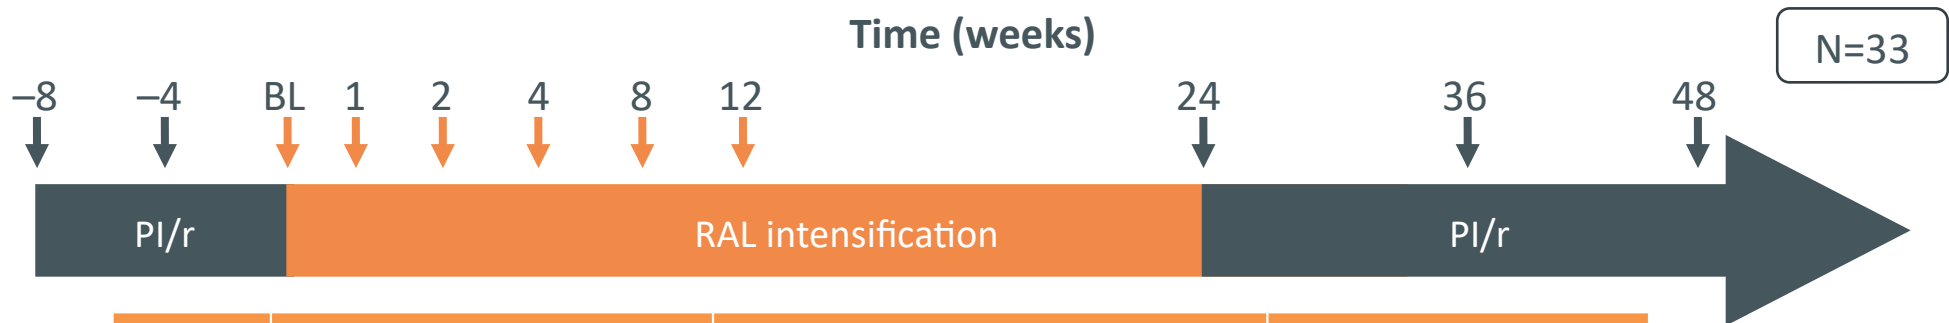 Time (weeks)
N=33
–8 –4 BL 1 2 4 8 12 24 36 48
PI/r RAL intensification PI/r